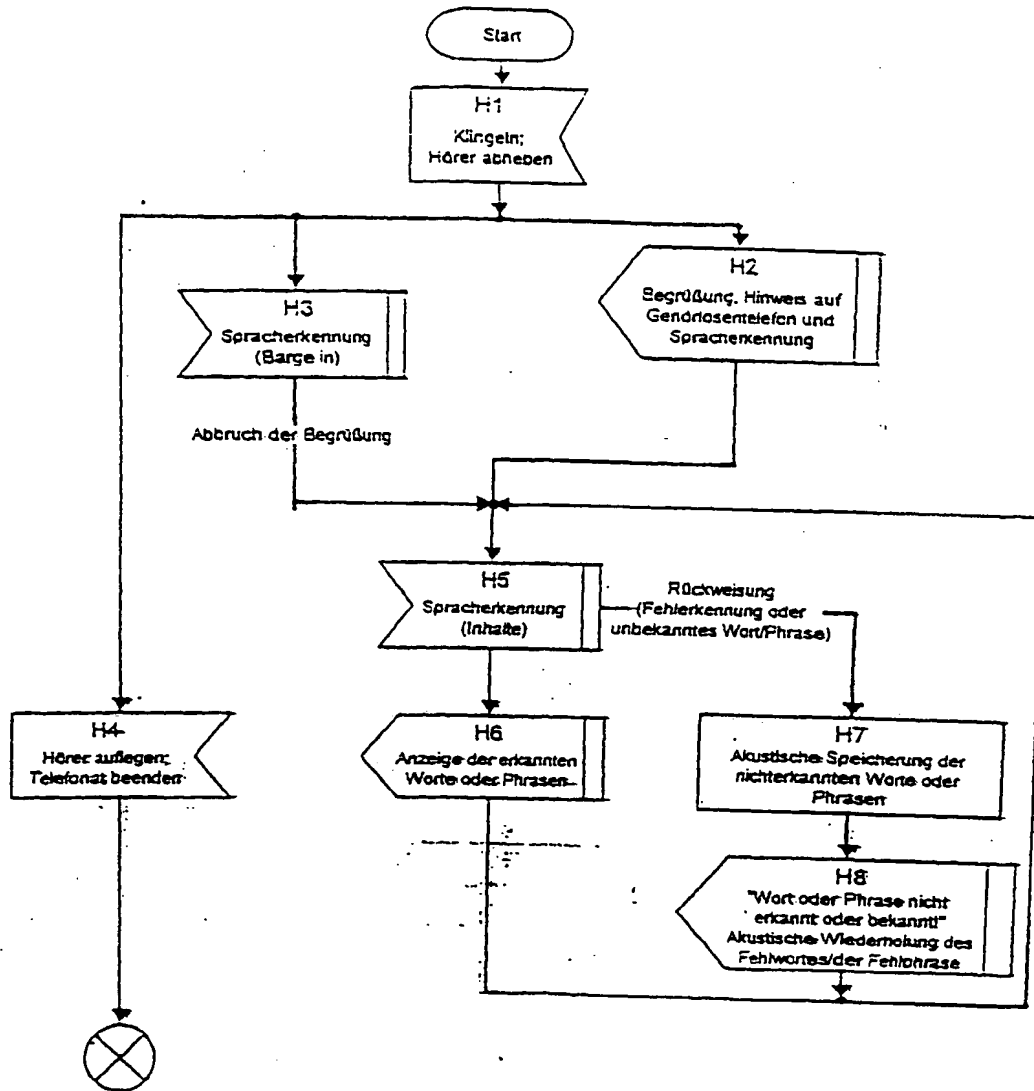 Start
H1
Klingeln;
Hörer abheben
H2
Begrüßung, Hinweis auf
Gehörlosentelefon und
Spracherkennung
H3
Spracherkennung
(Barge in)
Abbruch der Begrüßung
H5
Spracherkennung
(Inhalte)
Rückweisung
(Fehlerkennung oder
unbekanntes Wort/Phrase)
H4
Hörer auflegen;
Telefonat beenden
H6
Anzeige der erkannten
Worte oder Phrasen
H7
Akustische Speicherung der
nichterkannten Worte oder
Phrasen
H8
"Wort oder Phrase nicht
erkannt oder bekannt!"
Akustische Wiederholung des
Fehlwortes/der Fehlphrase